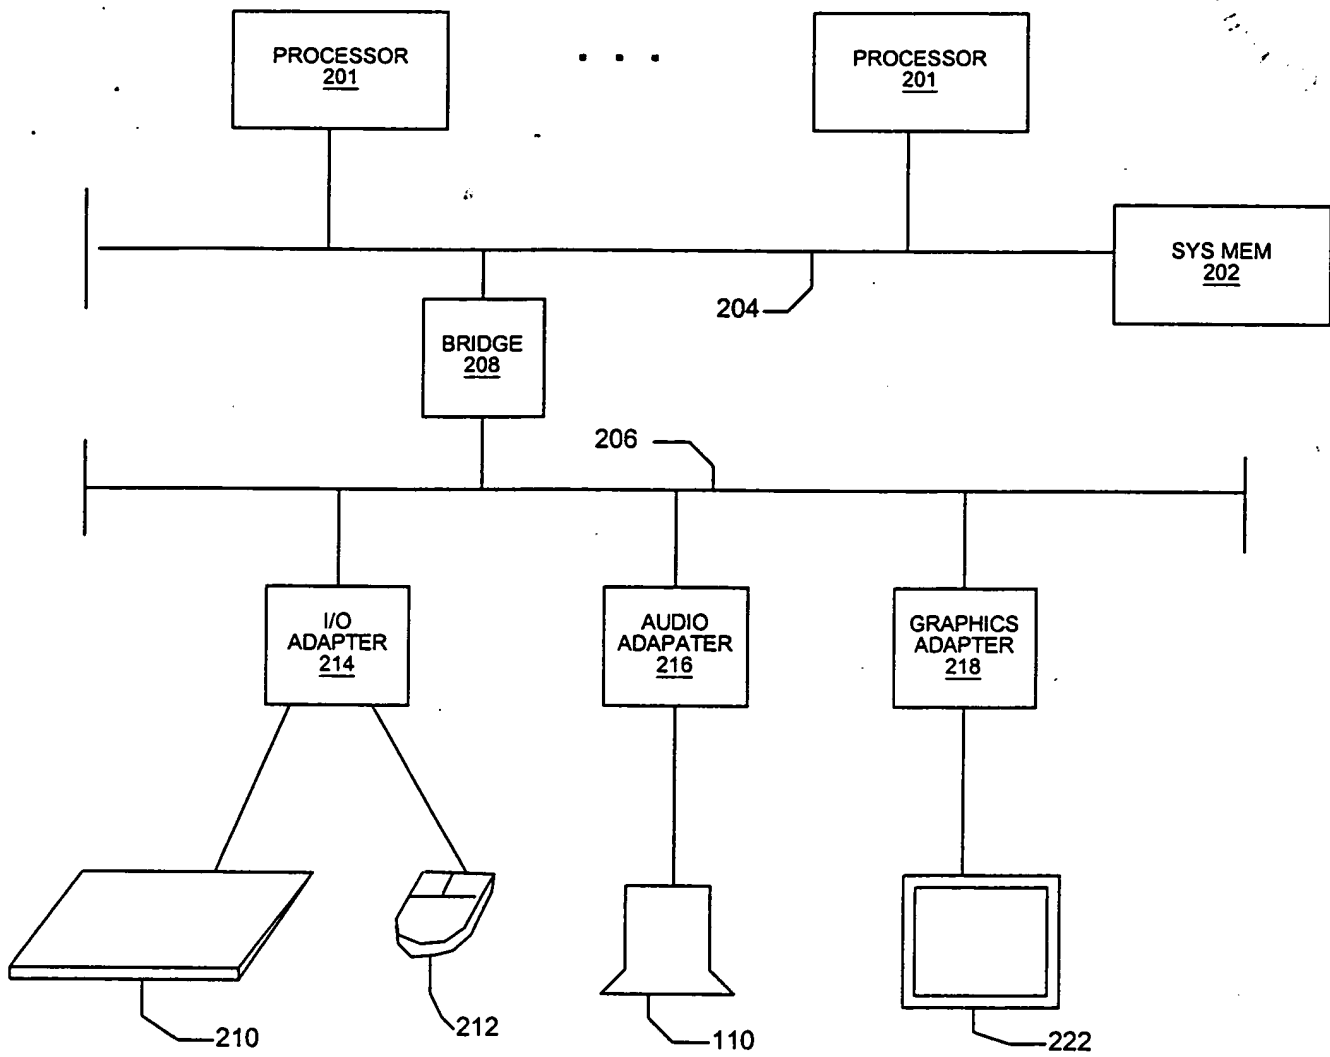 PROCESSOR
201
PROCESSOR
201
SYS MEM
202
204
BRIDGE
208
206
I/O
ADAPTER
214
AUDIO
ADAPATER
216
GRAPHICS
ADAPTER
218
210
212
110
222